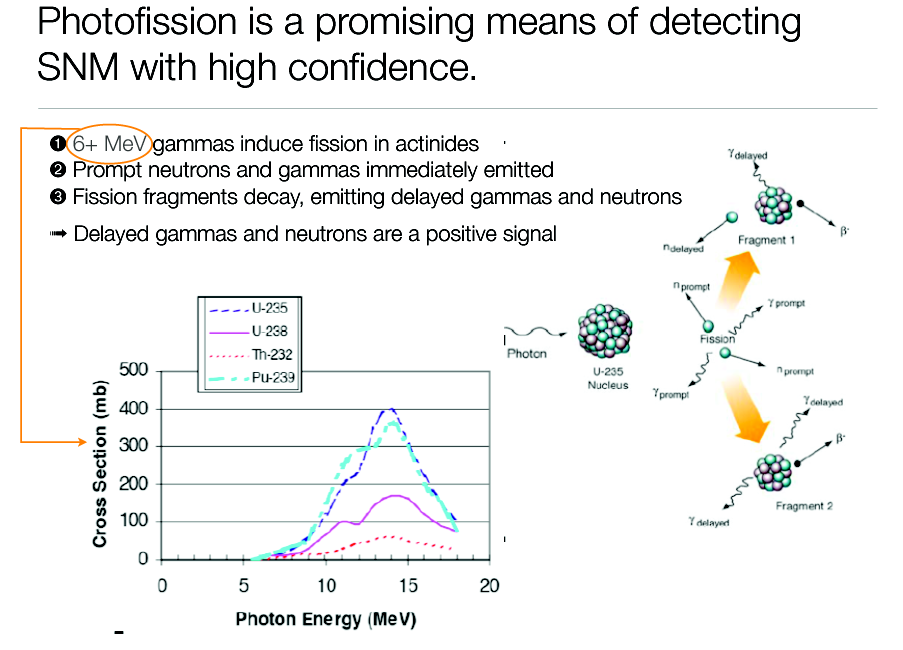 Photofission is a promising means of detecting
SNM with high confidence.
❶ 6+ MeV gammas induce fission in actinides
❷ Prompt neutrons and gammas immediately emitted
❸ Fission fragments decay, emitting delayed gammas and neutrons
➟ Delayed gammas and neutrons are a positive signal
γdelayed
β-
ndelayed
Fragment 1
nprompt
γprompt
Photon
U-235
Nucleus
Fission
nprompt
γprompt
γdelayed
β-
Fragment 2
γdelayed
U-235
U-238
Th-232
Pu-239
Cross Section (mb)
500
400
300
200
100
0
0 5 10 15 20
Photon Energy (MeV)